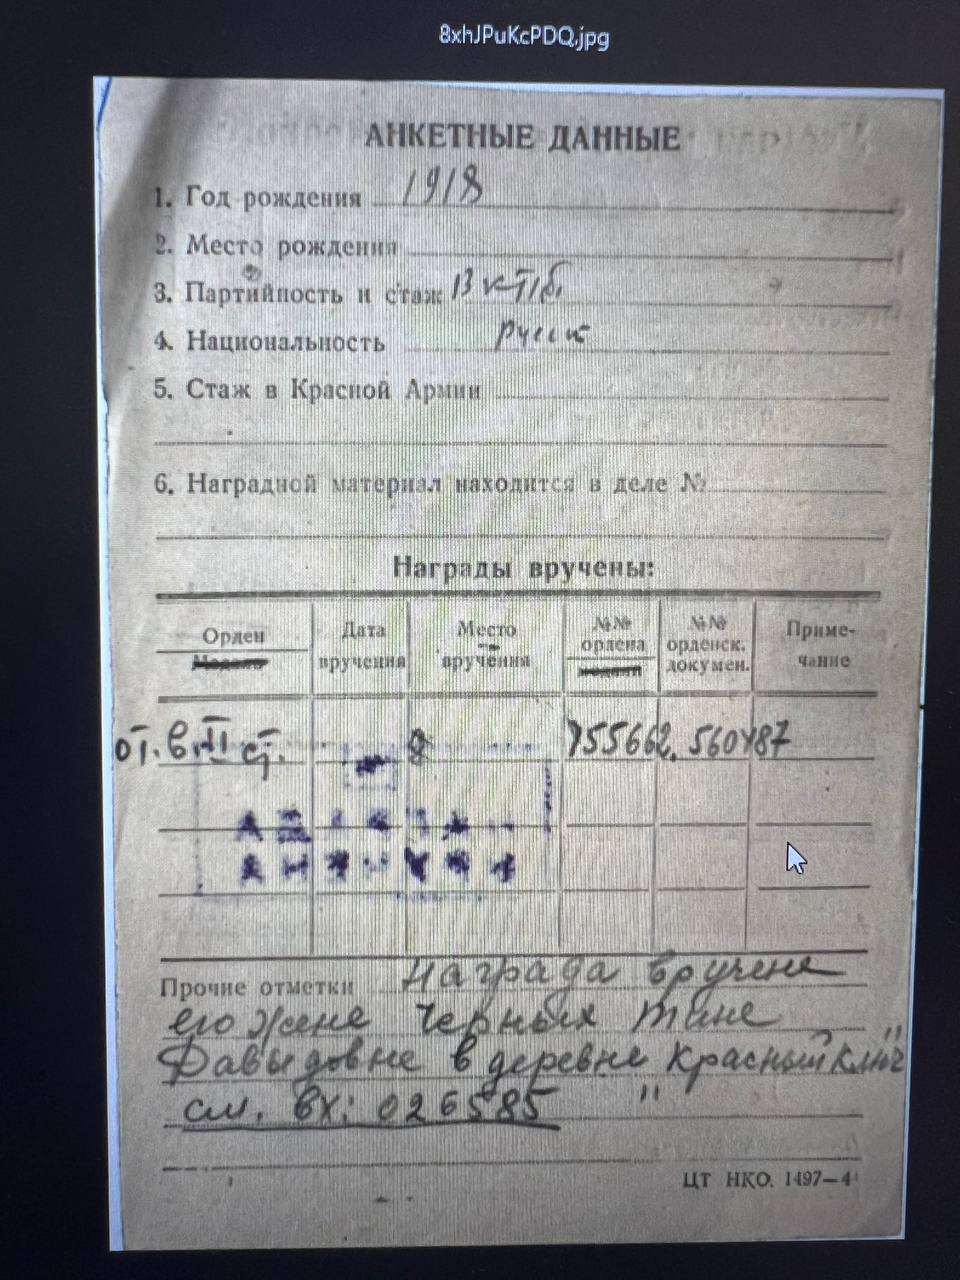 8xhJPuKcPDQ.jpg
АНКЕТНЫЕ ДАННЫЕ
1. Год рождения 1918
2. Место рождения
3. Партийность и стаж ВКПб
4. Национальность русск
5. Стаж в Красной Армии
6. Наградной материал находится в деле №
Награды вручены:
Орден Медаль
Дата вручения
Место вручения
№№ ордена медали
№№ орденск. докумен.
Приме-чание
От. в. II ст. 755662. 560487
Прочие отметки Награда вручена
его жене Черных Тине
Давыдовне в деревне "Красный Ключ"
см. вх: 026585
ЦТ НКО. 1497—4